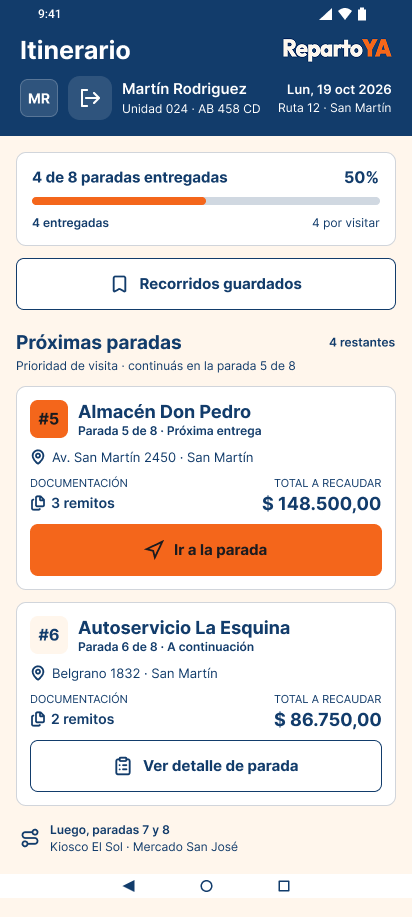 9:41
Itinerario
RepartoYA
MR
Martín Rodriguez
Lun, 19 oct 2026
Unidad 024 · AB 458 CD
Ruta 12 · San Martín
4 de 8 paradas entregadas
50%
4 entregadas
4 por visitar
Recorridos guardados
Próximas paradas
4 restantes
Prioridad de visita · continuás en la parada 5 de 8
#5
Almacén Don Pedro
Parada 5 de 8 · Próxima entrega
Av. San Martín 2450 · San Martín
DOCUMENTACIÓN
TOTAL A RECAUDAR
3 remitos
$ 148.500,00
Ir a la parada
#6
Autoservicio La Esquina
Parada 6 de 8 · A continuación
Belgrano 1832 · San Martín
DOCUMENTACIÓN
TOTAL A RECAUDAR
2 remitos
$ 86.750,00
Ver detalle de parada
Luego, paradas 7 y 8
Kiosco El Sol · Mercado San José